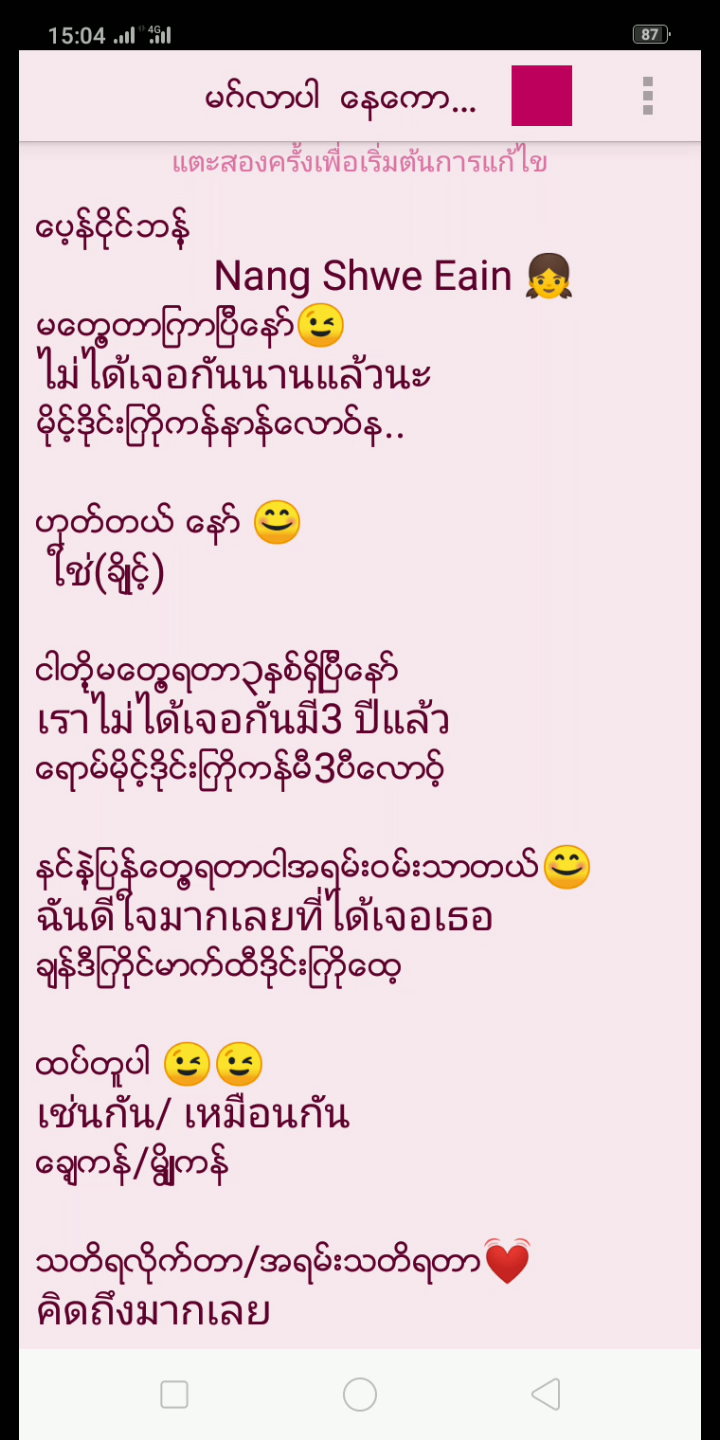 15:04 4G 87
မင်္ဂလာပါ နေကော...
แตะสองครั้งเพื่อเริ่มต้นการแก้ไข
ပေ့န်ငိုင်ဘန့်
Nang Shwe Eain 👧
မတွေ့တာကြာပြီနော်😉
ไม่ได้เจอกันนานแล้วนะ
မိုင့်ဒိုင်းကြိုကန်နာန်လောဝ်န..
ဟုတ်တယ် နော် 😊
ใช่(ချိုင့်)
ငါတို့မတွေ့ရတာ၃နှစ်ရှိပြီနော်
เราไม่ได้เจอกันมี3 ปีแล้ว
ရောမ်မိုင့်ဒိုင်းကြိုကန်မီ3ပီလောဝ့်
နင်နဲ့ပြန်တွေ့ရတာငါအရမ်းဝမ်းသာတယ်😊
ฉันดีใจมากเลยที่ได้เจอเธอ
ချန်ဒီကြိုင်မာက်ထီဒိုင်းကြိုထေ့
ထပ်တူပါ 😉😉
เช่นกัน/ เหมือนกัน
ချေ့ကန်/မျွိုကန်
သတိရလိုက်တာ/အရမ်းသတိရတာ💓
คิดถึงมากเลย